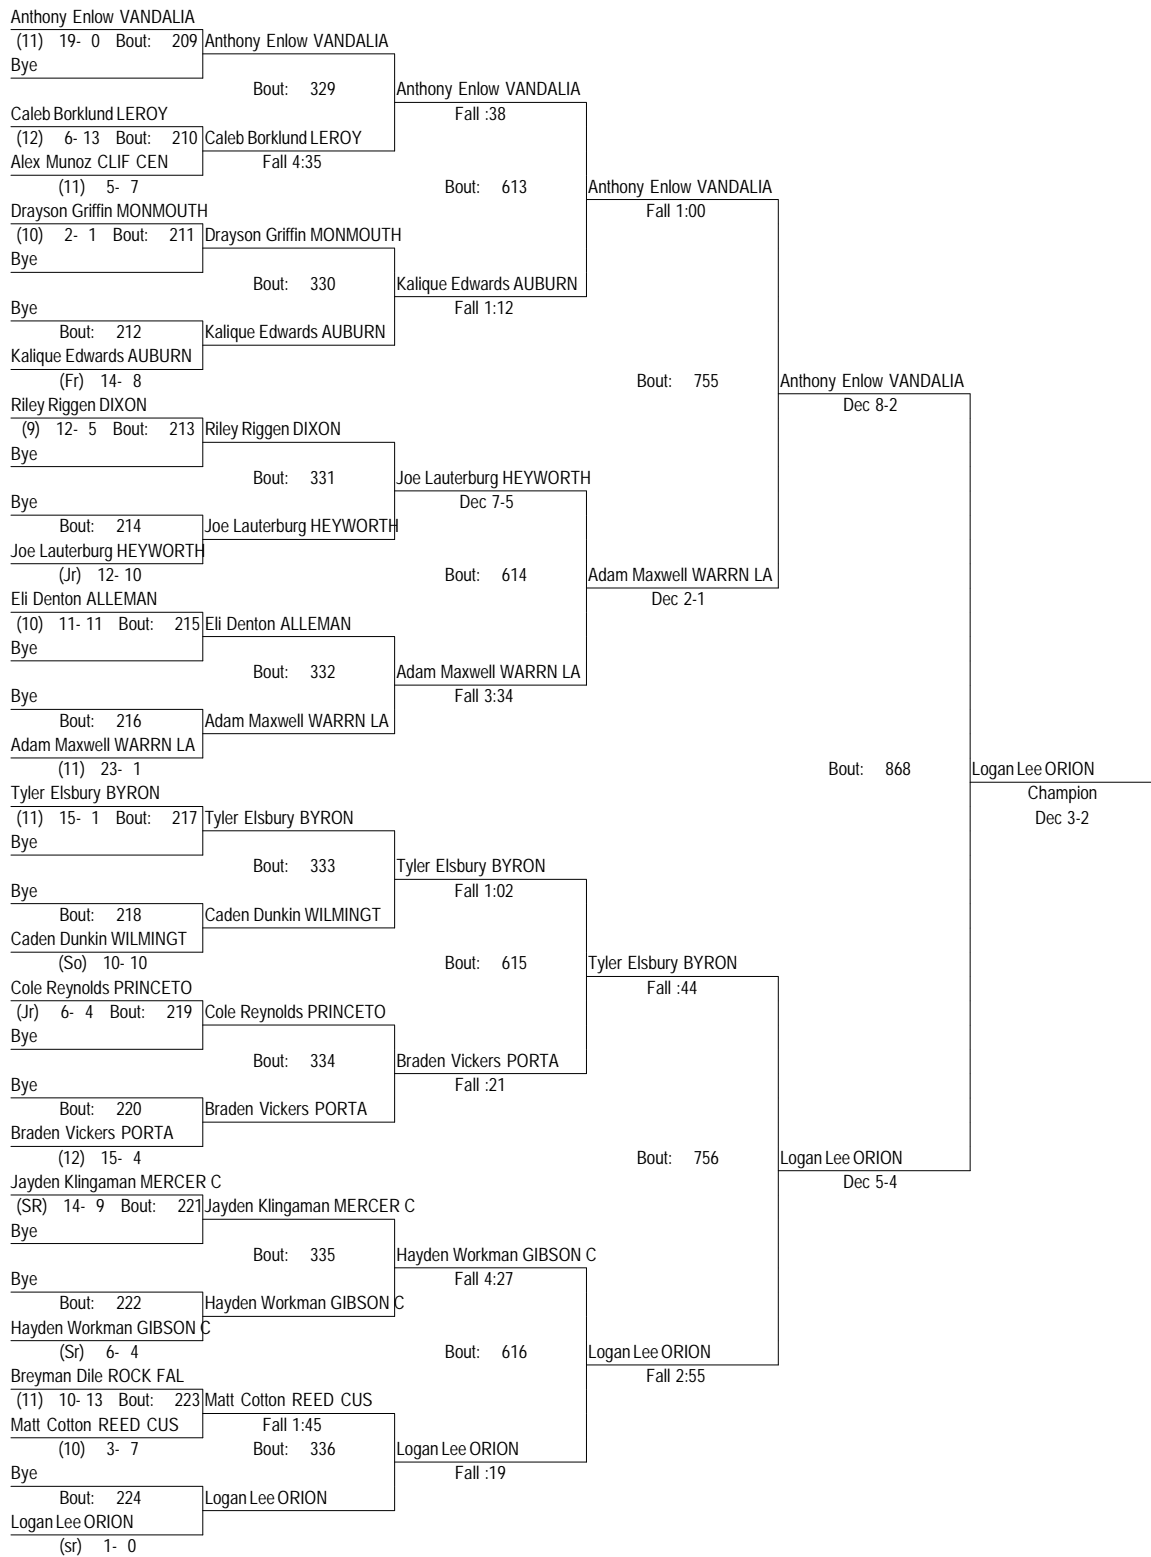 Anthony Enlow VANDALIA
(11) 19- 0 Bout: 209 Anthony Enlow VANDALIA
Bye
Bout: 329 Anthony Enlow VANDALIA
Caleb Borklund LEROY Fall :38
(12) 6- 13 Bout: 210 Caleb Borklund LEROY
Alex Munoz CLIF CEN Fall 4:35
(11) 5- 7 Bout: 613 Anthony Enlow VANDALIA
Drayson Griffin MONMOUTH Fall 1:00
(10) 2- 1 Bout: 211 Drayson Griffin MONMOUTH
Bye
Bout: 330 Kalique Edwards AUBURN
Bye Fall 1:12
Bout: 212 Kalique Edwards AUBURN
Kalique Edwards AUBURN
(Fr) 14- 8 Bout: 755 Anthony Enlow VANDALIA
Riley Riggen DIXON Dec 8-2
(9) 12- 5 Bout: 213 Riley Riggen DIXON
Bye
Bout: 331 Joe Lauterburg HEYWORTH
Bye Dec 7-5
Bout: 214 Joe Lauterburg HEYWORTH
Joe Lauterburg HEYWORTH
(Jr) 12- 10 Bout: 614 Adam Maxwell WARRN LA
Eli Denton ALLEMAN Dec 2-1
(10) 11- 11 Bout: 215 Eli Denton ALLEMAN
Bye
Bout: 332 Adam Maxwell WARRN LA
Bye Fall 3:34
Bout: 216 Adam Maxwell WARRN LA
Adam Maxwell WARRN LA
(11) 23- 1 Bout: 868 Logan Lee ORION
Tyler Elsbury BYRON Champion
(11) 15- 1 Bout: 217 Tyler Elsbury BYRON Dec 3-2
Bye
Bout: 333 Tyler Elsbury BYRON
Bye Fall 1:02
Bout: 218 Caden Dunkin WILMINGT
Caden Dunkin WILMINGT
(So) 10- 10 Bout: 615 Tyler Elsbury BYRON
Cole Reynolds PRINCETO Fall :44
(Jr) 6- 4 Bout: 219 Cole Reynolds PRINCETO
Bye
Bout: 334 Braden Vickers PORTA
Bye Fall :21
Bout: 220 Braden Vickers PORTA
Braden Vickers PORTA
(12) 15- 4 Bout: 756 Logan Lee ORION
Jayden Klingaman MERCER C Dec 5-4
(SR) 14- 9 Bout: 221 Jayden Klingaman MERCER C
Bye
Bout: 335 Hayden Workman GIBSON C
Bye Fall 4:27
Bout: 222 Hayden Workman GIBSON C
Hayden Workman GIBSON C
(Sr) 6- 4 Bout: 616 Logan Lee ORION
Breyman Dile ROCK FAL Fall 2:55
(11) 10- 13 Bout: 223 Matt Cotton REED CUS
Matt Cotton REED CUS Fall 1:45
(10) 3- 7 Bout: 336 Logan Lee ORION
Bye Fall :19
Bout: 224 Logan Lee ORION
Logan Lee ORION
(sr) 1- 0